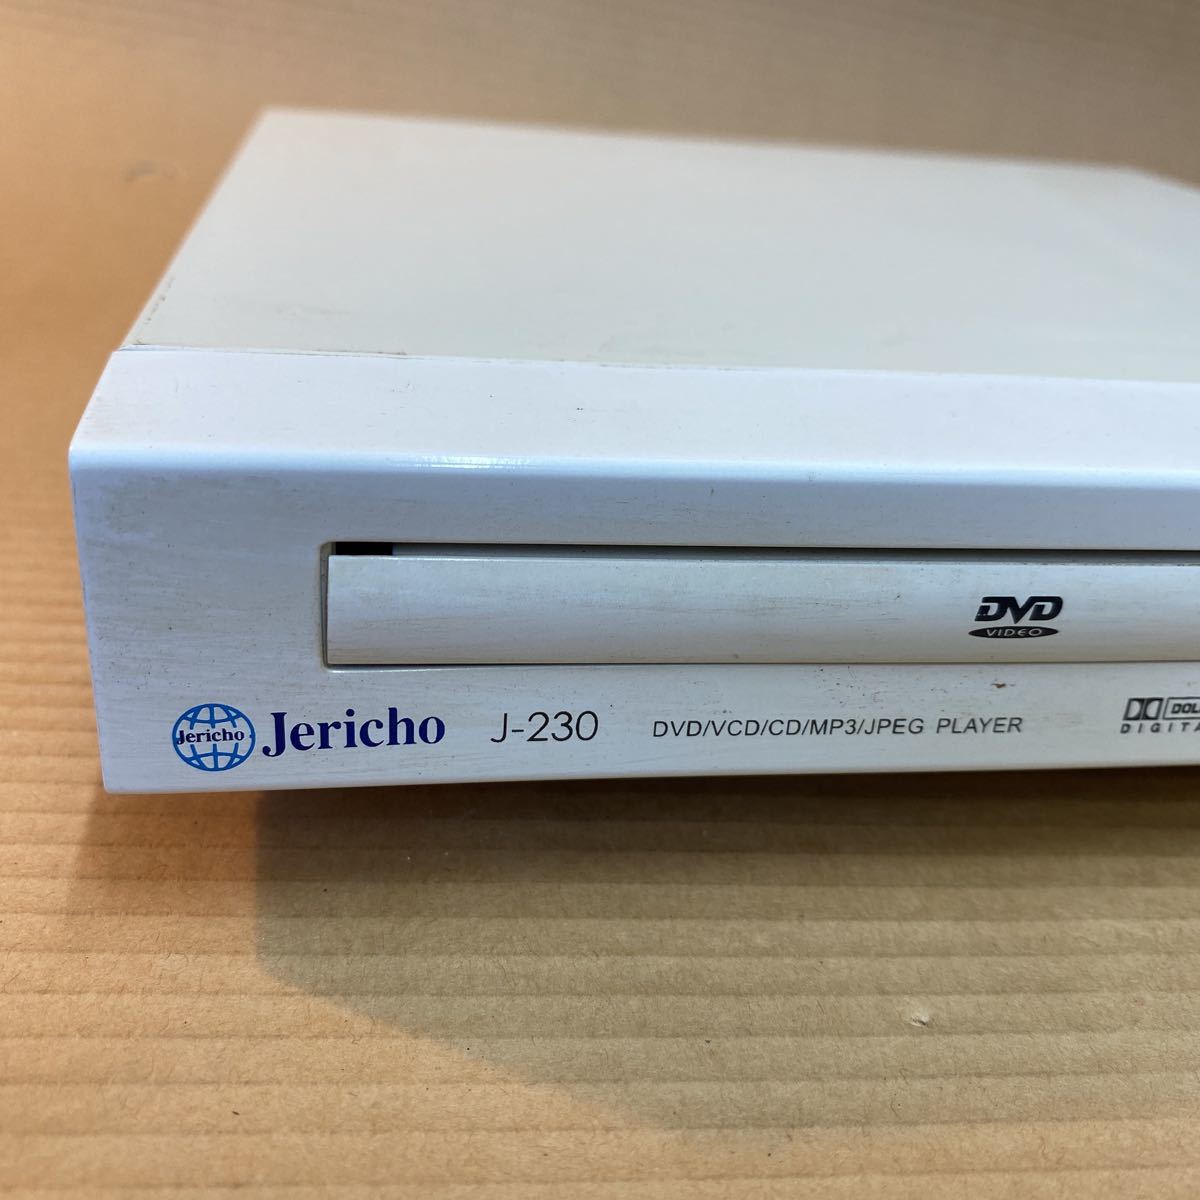 DVD
VIDEO
Jericho Jericho J-230 DVD/VCD/CD/MP3/JPEG PLAYER